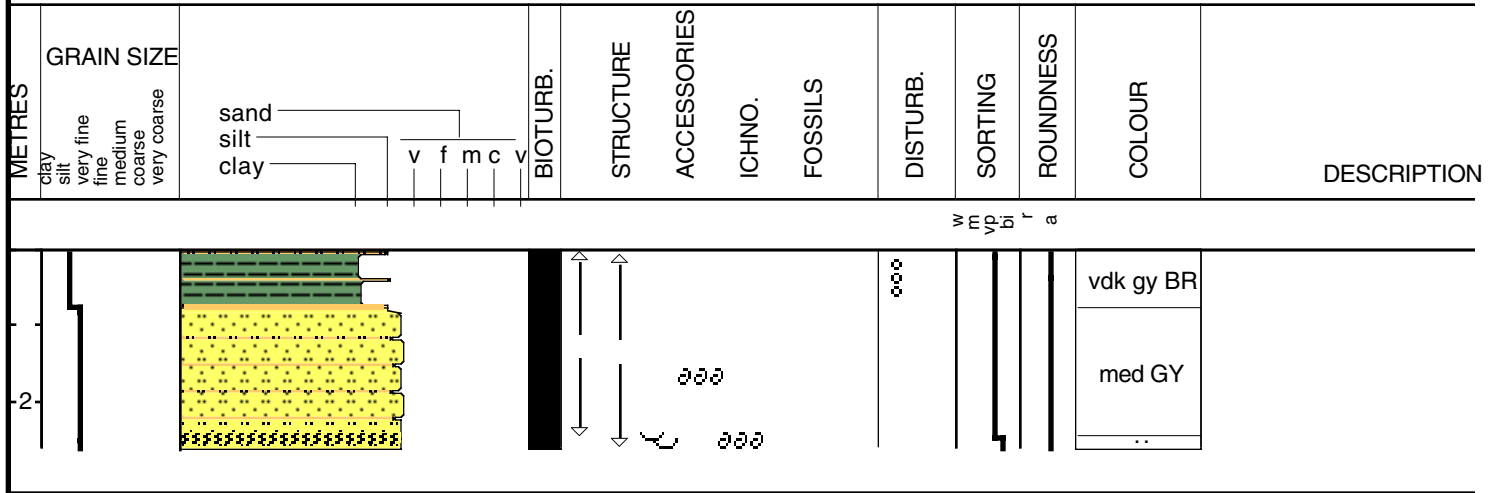 METRES
GRAIN SIZE
clay
silt
very fine
fine
medium
coarse
very coarse
sand
silt
clay
v f m c v
BIOTURB.
STRUCTURE
ACCESSORIES
ICHNO.
FOSSILS
DISTURB.
SORTING
ROUNDNESS
COLOUR
DESCRIPTION
w
m
vp
bi
r
a
vdk gy BR
med GY
2